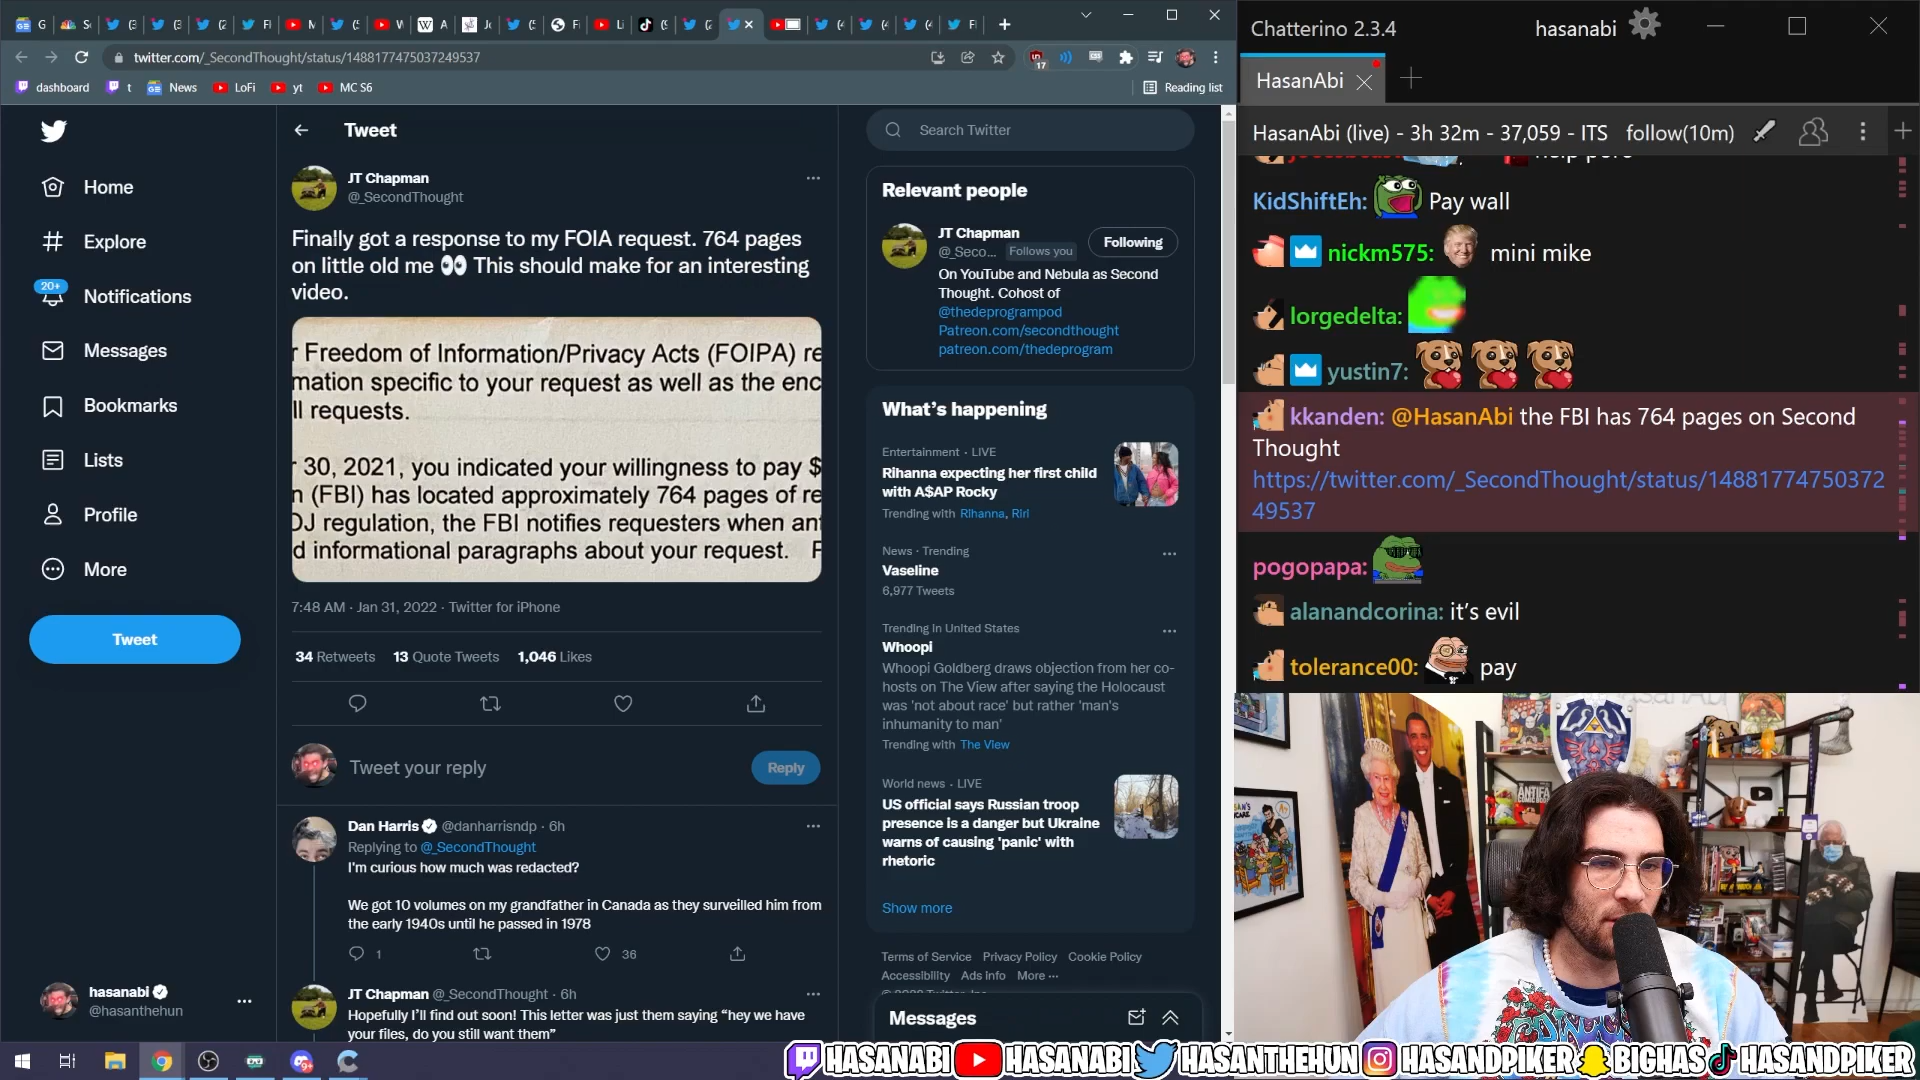 Chatterino 2.3.4
hasanabi
twitter.com/_SecondThought/status/1488177475037249537
dashboard
t
News
LoFi
yt
MC S6
Reading list
HasanAbi
HasanAbi (live) - 3h 32m - 37,059 - ITS follow(10m)
Home
Explore
20+
Notifications
Messages
Bookmarks
Lists
Profile
More
Tweet
hasanabi
@hasanthehun
Tweet
JT Chapman
@_SecondThought
Finally got a response to my FOIA request. 764 pages
on little old me 👀 This should make for an interesting
video.
r Freedom of Information/Privacy Acts (FOIPA) re
mation specific to your request as well as the enc
ll requests.
r 30, 2021, you indicated your willingness to pay $
n (FBI) has located approximately 764 pages of re
OJ regulation, the FBI notifies requesters when an
d informational paragraphs about your request. F
7:48 AM · Jan 31, 2022 · Twitter for iPhone
34 Retweets 13 Quote Tweets 1,046 Likes
Tweet your reply
Reply
Dan Harris @danharrisndp · 6h
Replying to @_SecondThought
I'm curious how much was redacted?
We got 10 volumes on my grandfather in Canada as they surveilled him from
the early 1940s until he passed in 1978
1
36
JT Chapman @_SecondThought · 6h
Hopefully I'll find out soon! This letter was just them saying “hey we have
your files, do you still want them”
Search Twitter
Relevant people
JT Chapman
@_Seco... Follows you
Following
On YouTube and Nebula as Second
Thought. Cohost of
@thedeprogrampod
Patreon.com/secondthought
patreon.com/thedeprogram
What's happening
Entertainment · LIVE
Rihanna expecting her first child
with A$AP Rocky
Trending with Rihanna, Riri
News · Trending
Vaseline
6,977 Tweets
Trending in United States
Whoopi
Whoopi Goldberg draws objection from her co-
hosts on The View after saying the Holocaust
was 'not about race' but rather 'man's
inhumanity to man'
Trending with The View
World news · LIVE
US official says Russian troop
presence is a danger but Ukraine
warns of causing 'panic' with
rhetoric
Show more
Terms of Service Privacy Policy Cookie Policy
Accessibility Ads info More ···
Messages
KidShiftEh: Pay wall
nickm575: mini mike
lorgedelta:
yustin7:
kkanden: @HasanAbi the FBI has 764 pages on Second
Thought
https://twitter.com/_SecondThought/status/14881774750372
49537
pogopapa:
alanandcorina: it's evil
tolerance00: pay
HASANABI HASANABI HASANTHEHUN HASANDPIKER BIGHAS HASANDPIKER